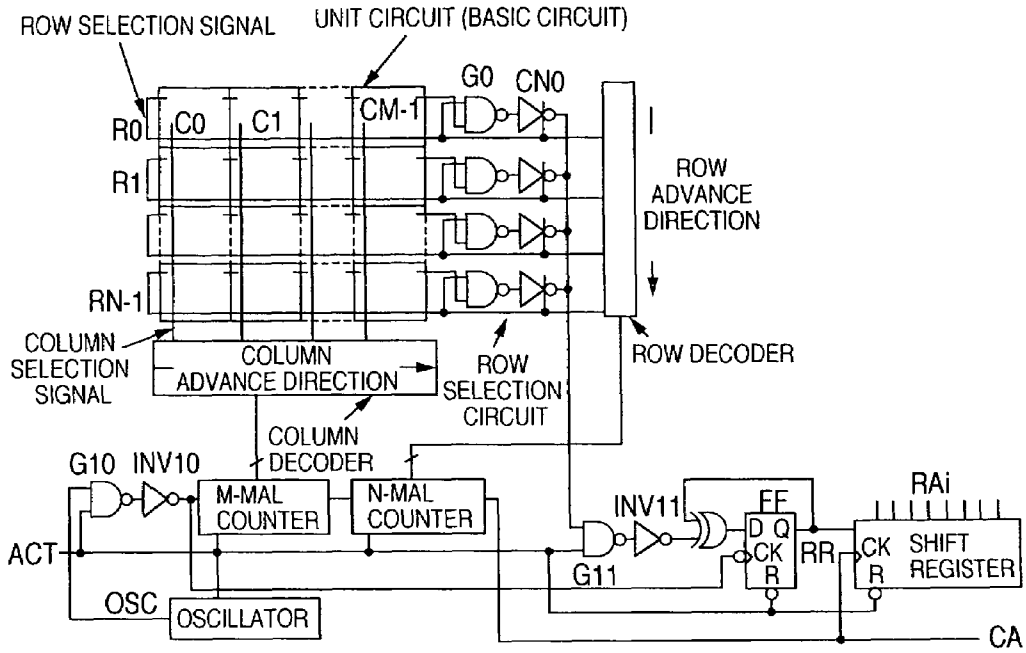 ROW SELECTION SIGNAL
UNIT CIRCUIT (BASIC CIRCUIT)
G0
CN0
R0
C0
C1
CM-1
R1
RN-1
ROW
ADVANCE
DIRECTION
COLUMN
SELECTION
SIGNAL
COLUMN
ADVANCE DIRECTION
ROW
SELECTION
CIRCUIT
ROW DECODER
COLUMN
DECODER
G10
INV10
M-MAL
COUNTER
N-MAL
COUNTER
INV11
FF
RAi
D Q
CK
R
RR
CK
R
SHIFT
REGISTER
ACT
G11
OSC
OSCILLATOR
CA